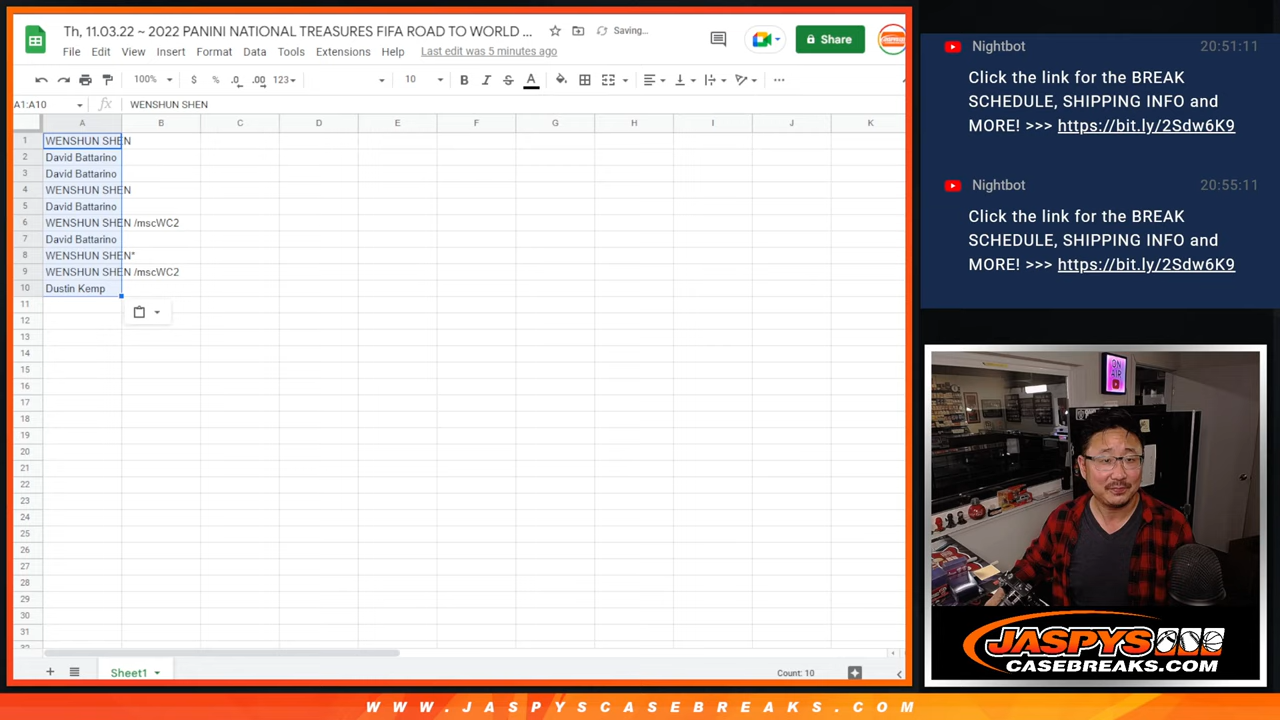 Th, 11.03.22 ~ 2022 PANINI NATIONAL TREASURES FIFA ROAD TO WORLD ...
Saving...
File Edit View Insert Format Data Tools Extensions Help Last edit was 5 minutes ago
Share
100% $ % .0 .00 123 10 B I S A
A1:A10 fx WENSHUN SHEN
A B C D E F G H I J K
1 WENSHUN SHEN
2 David Battarino
3 David Battarino
4 WENSHUN SHEN
5 David Battarino
6 WENSHUN SHEN /mscWC2
7 David Battarino
8 WENSHUN SHEN*
9 WENSHUN SHEN /mscWC2
10 Dustin Kemp
11
12
13
14
15
16
17
18
19
20
21
22
23
24
25
26
27
28
29
30
31
Sheet1
Count: 10
Nightbot 20:51:11
Click the link for the BREAK
SCHEDULE, SHIPPING INFO and
MORE! >>> https://bit.ly/2Sdw6K9
Nightbot 20:55:11
Click the link for the BREAK
SCHEDULE, SHIPPING INFO and
MORE! >>> https://bit.ly/2Sdw6K9
ON
AIR
JASPYS
CASEBREAKS.COM
WWW.JASPYSCASEBREAKS.COM